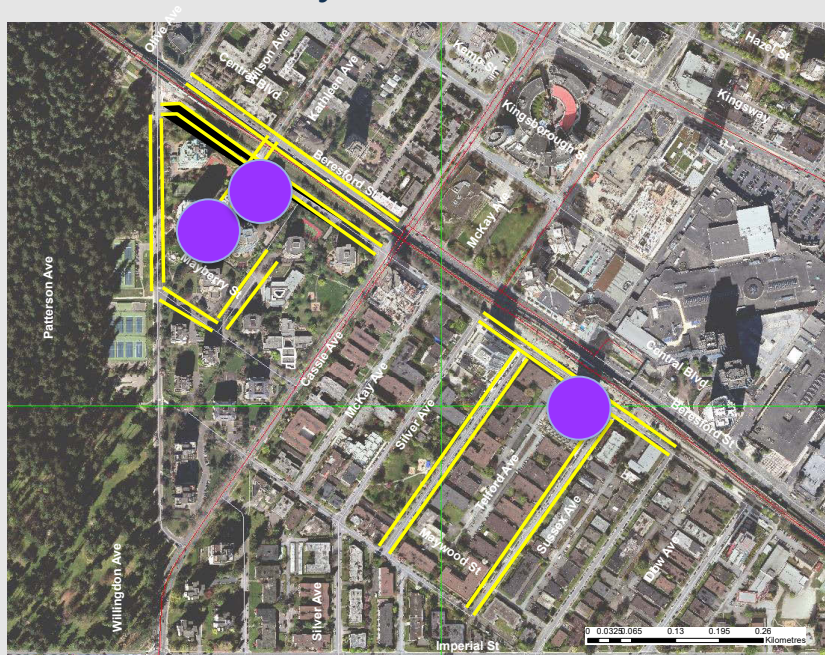 Olive Ave
Wilson Ave
Central Blvd
Kathleen Ave
Kemp St
Hazel St
Kingsway
Kingsborough St
Beresford St
McKay Ave
Patterson Ave
Mayberry St
Cassie Ave
McKay Ave
Silver Ave
Central Blvd
Beresford St
Telford Ave
Sussex Ave
Maywood St
Dow Ave
Willingdon Ave
Silver Ave
Imperial St
0 0.0325 0.065 0.13 0.195 0.26
Kilometres